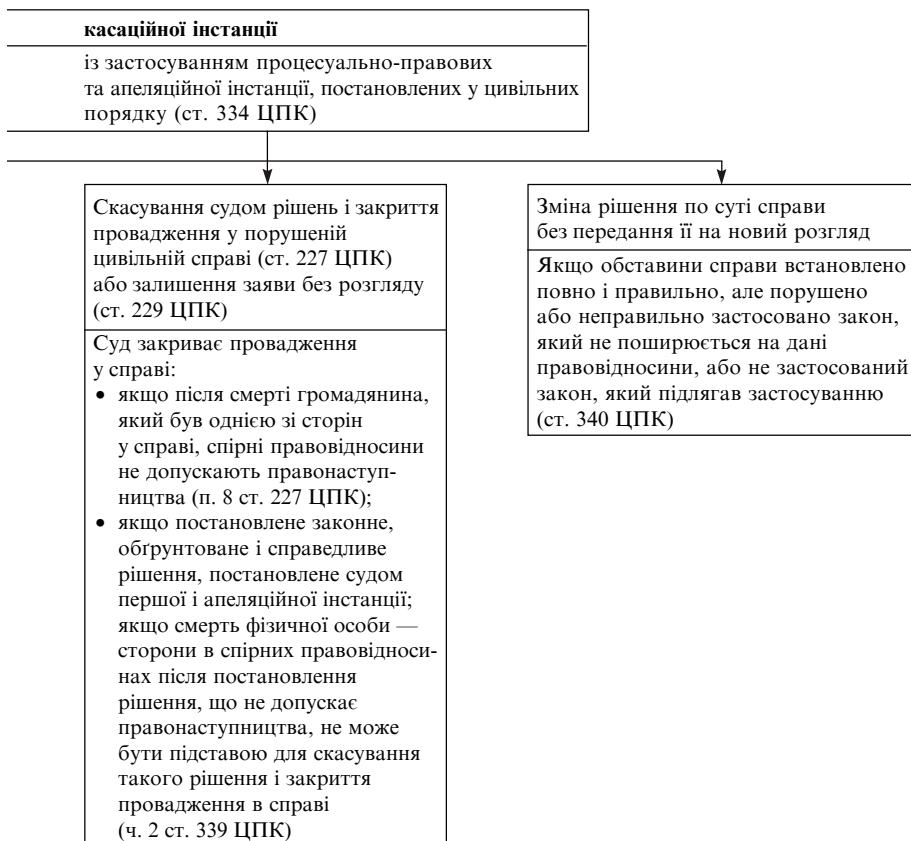 касаційної інстанції
із застосуванням процесуально-правових
та апеляційної інстанції, постановлених у цивільних
порядку (ст. 334 ЦПК)
Скасування судом рішень і закриття
провадження у порушеній
цивільній справі (ст. 227 ЦПК)
або залишення заяви без розгляду
(ст. 229 ЦПК)
Суд закриває провадження
у справі:
• якщо після смерті громадянина,
який був однією зі сторін
у справі, спірні правовідносини
не допускають правонаступ-
ництва (п. 8 ст. 227 ЦПК);
• якщо постановлене законне,
обґрунтоване і справедливе
рішення, постановлене судом
першої і апеляційної інстанції;
якщо смерть фізичної особи —
сторони в спірних правовідноси-
нах після постановлення
рішення, що не допускає
правонаступництва, не може
бути підставою для скасування
такого рішення і закриття
провадження в справі
(ч. 2 ст. 339 ЦПК)
Зміна рішення по суті справи
без передання її на новий розгляд
Якщо обставини справи встановлено
повно і правильно, але порушено
або неправильно застосовано закон,
який не поширюється на дані
правовідносини, або не застосований
закон, який підлягав застосуванню
(ст. 340 ЦПК)